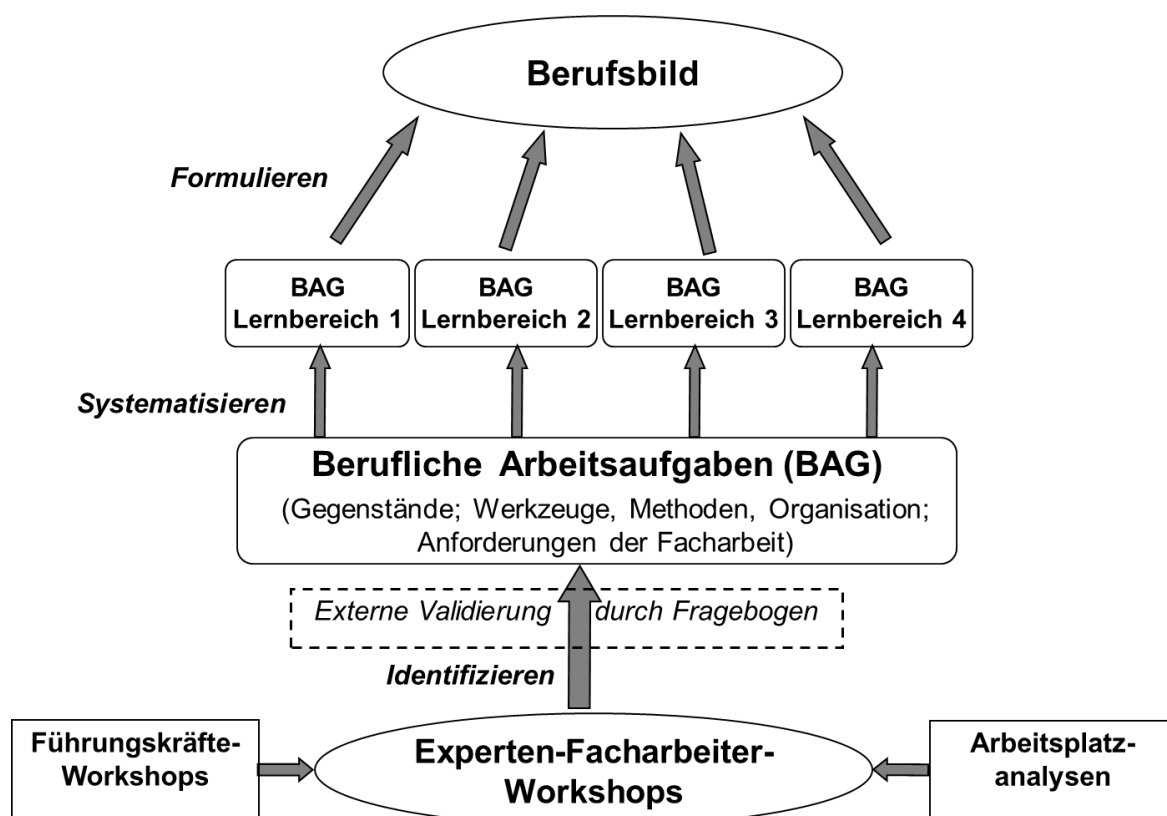 Berufsbild
Formulieren
BAG
Lernbereich 1
BAG
Lernbereich 2
BAG
Lernbereich 3
BAG
Lernbereich 4
Systematisieren
Berufliche Arbeitsaufgaben (BAG)
(Gegenstände; Werkzeuge, Methoden, Organisation;
Anforderungen der Facharbeit)
Externe Validierung durch Fragebogen
Identifizieren
Führungskräfte-
Workshops
Experten-Facharbeiter-
Workshops
Arbeitsplatz-
analysen